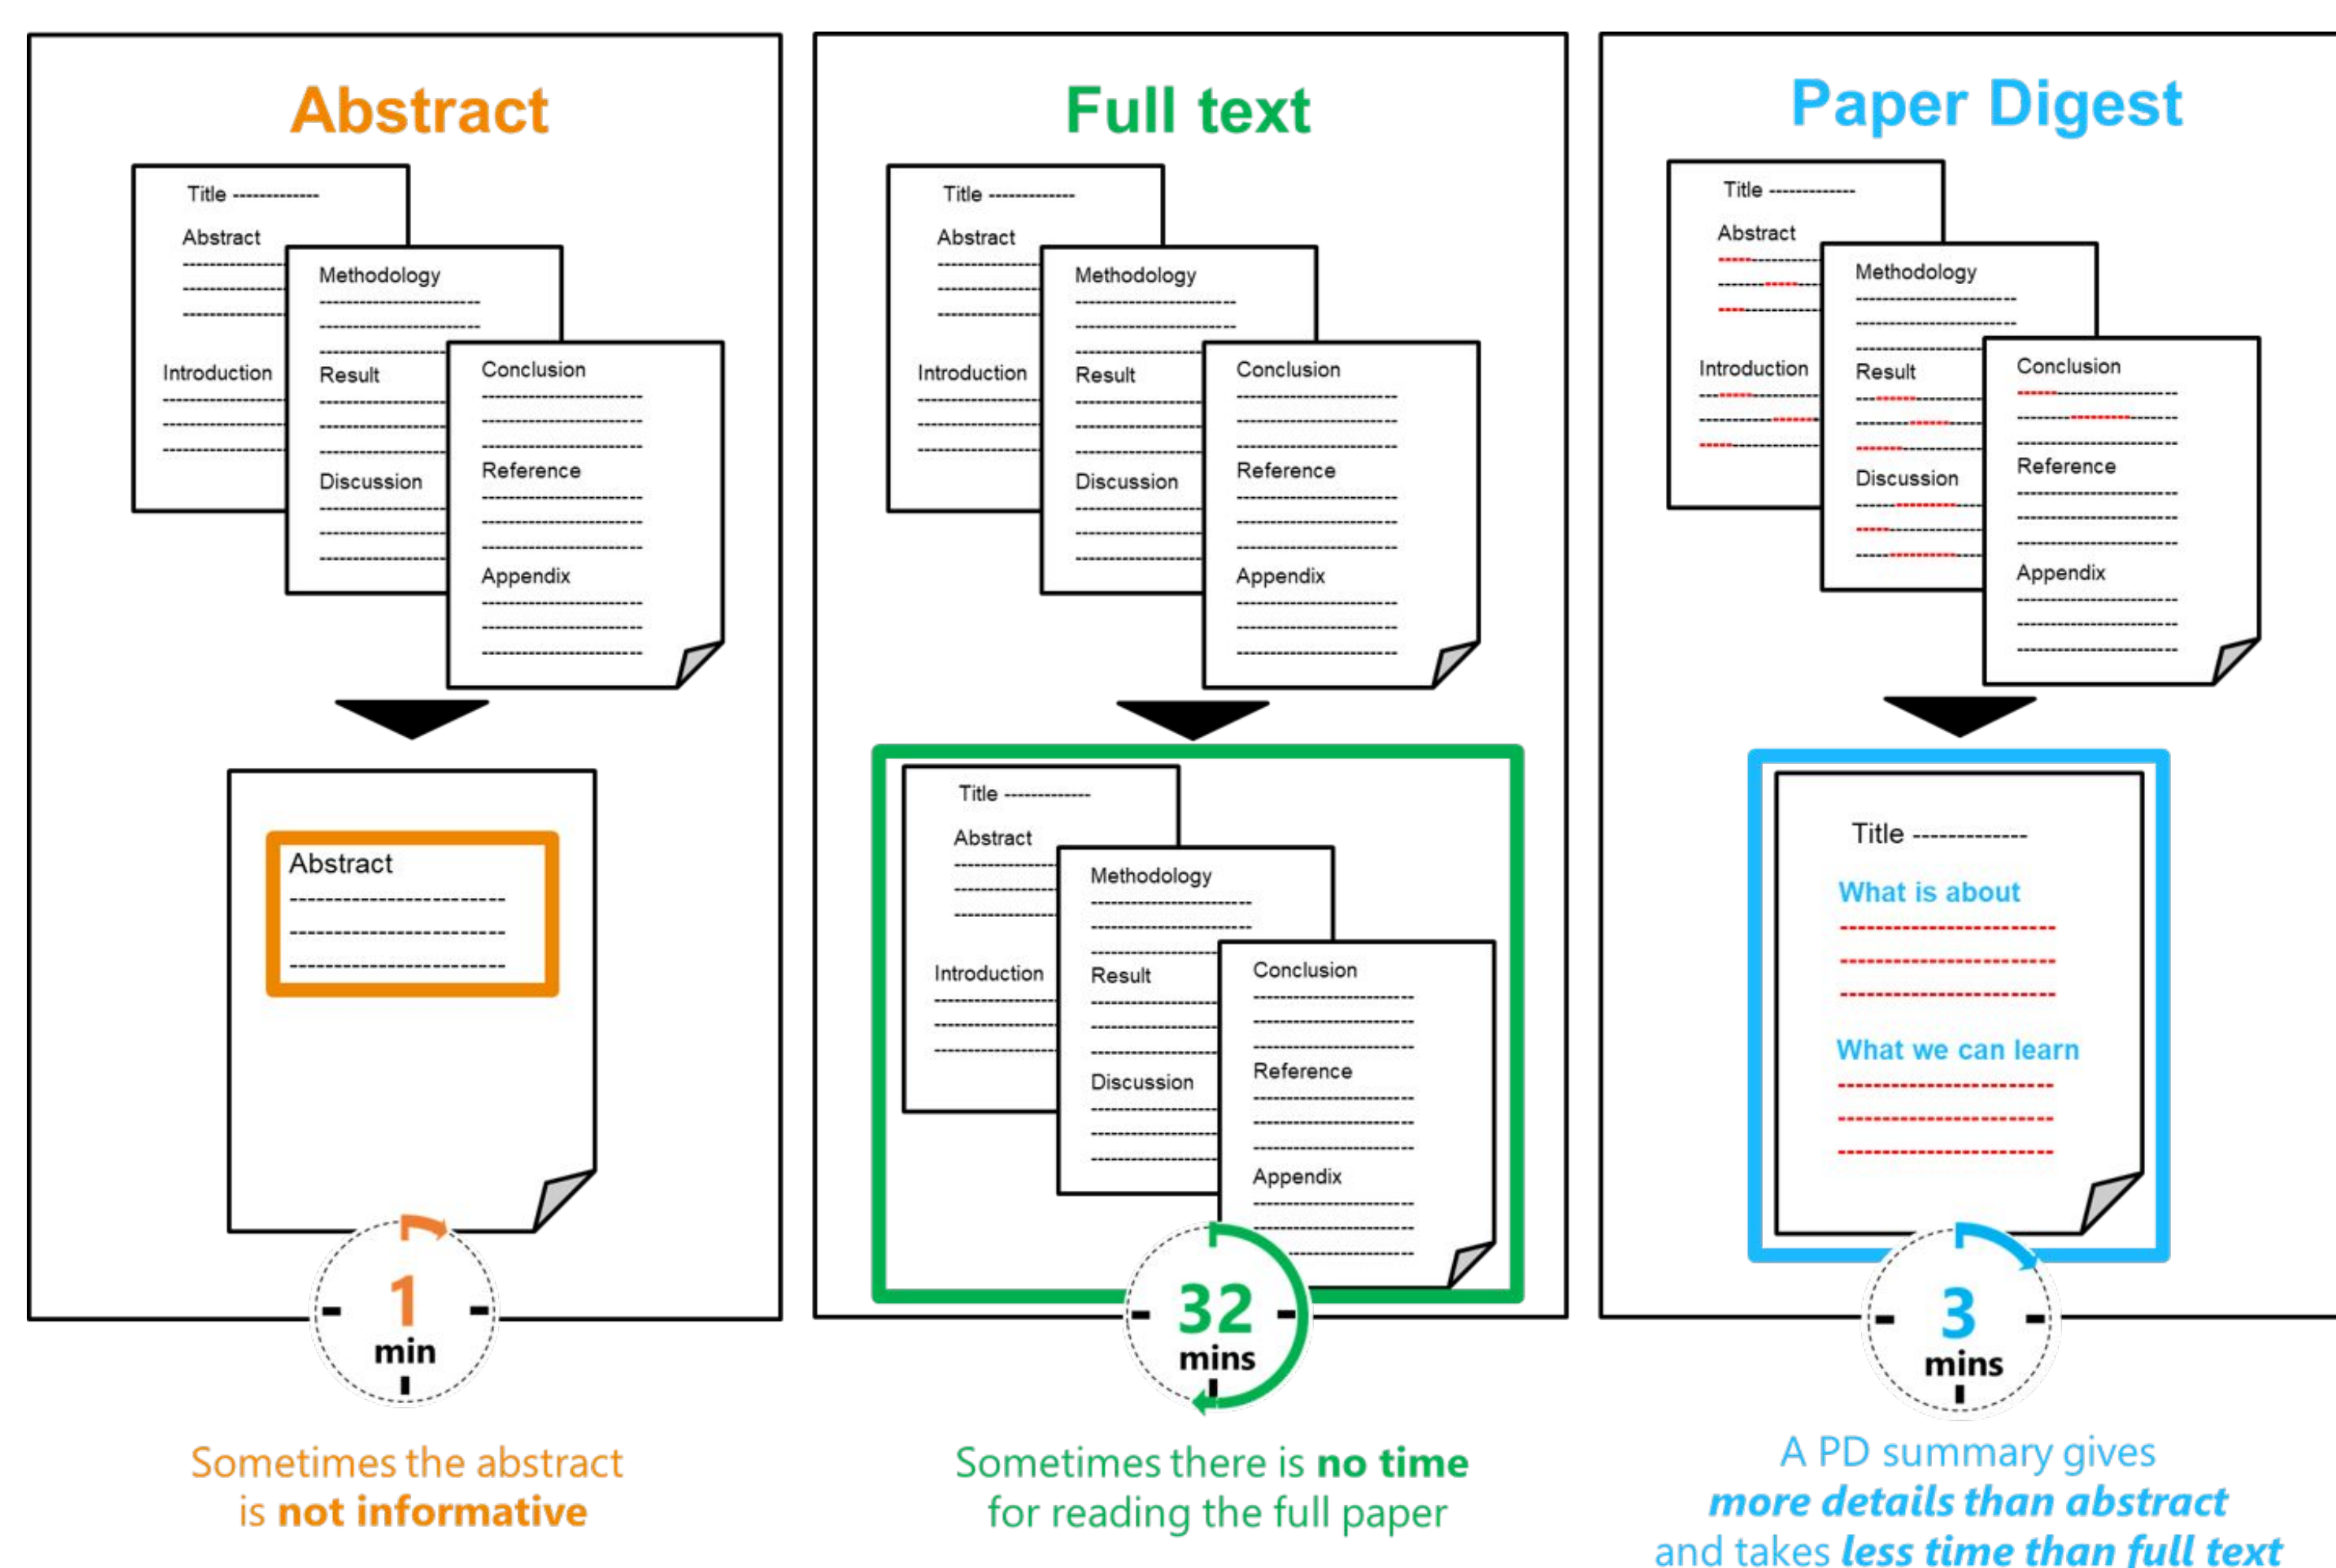 Abstract
Title -------------
Abstract
Introduction
Methodology
Result
Discussion
Conclusion
Reference
Appendix
Abstract
1
min
Sometimes the abstract
is not informative
Full text
Title -------------
Abstract
Introduction
Methodology
Result
Discussion
Conclusion
Reference
Appendix
Title -------------
Abstract
Introduction
Methodology
Result
Discussion
Conclusion
Reference
Appendix
32
mins
Sometimes there is no time
for reading the full paper
Paper Digest
Title -------------
Abstract
Introduction
Methodology
Result
Discussion
Conclusion
Reference
Appendix
Title -------------
What is about
What we can learn
3
mins
A PD summary gives
more details than abstract
and takes less time than full text